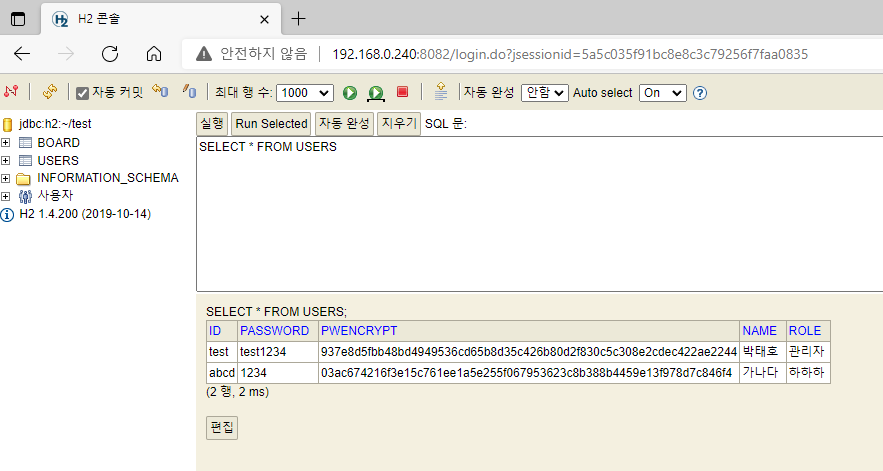 H2 콘솔
안전하지 않음 | 192.168.0.240:8082/login.do?jsessionid=5a5c035f91bc8e8c3c79256f7faa0835
자동 커밋 최대 행 수: 1000 자동 완성 안함 Auto select On
jdbc:h2:~/test
BOARD
USERS
INFORMATION_SCHEMA
사용자
H2 1.4.200 (2019-10-14)
실행 Run Selected 자동 완성 지우기 SQL 문:
SELECT * FROM USERS
SELECT * FROM USERS;
ID PASSWORD PWENCRYPT NAME ROLE
test test1234 937e8d5fbb48bd4949536cd65b8d35c426b80d2f830c5c308e2cdec422ae2244 박태호 관리자
abcd 1234 03ac674216f3e15c761ee1a5e255f067953623c8b388b4459e13f978d7c846f4 가나다 하하하
(2 행, 2 ms)
편집